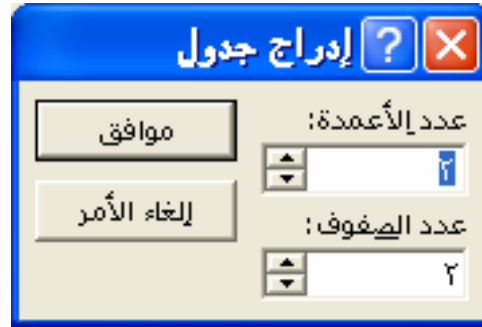 إدراج جدول
عدد الأعمدة:
٢
عدد الصفوف:
٢
موافق
إلغاء الأمر